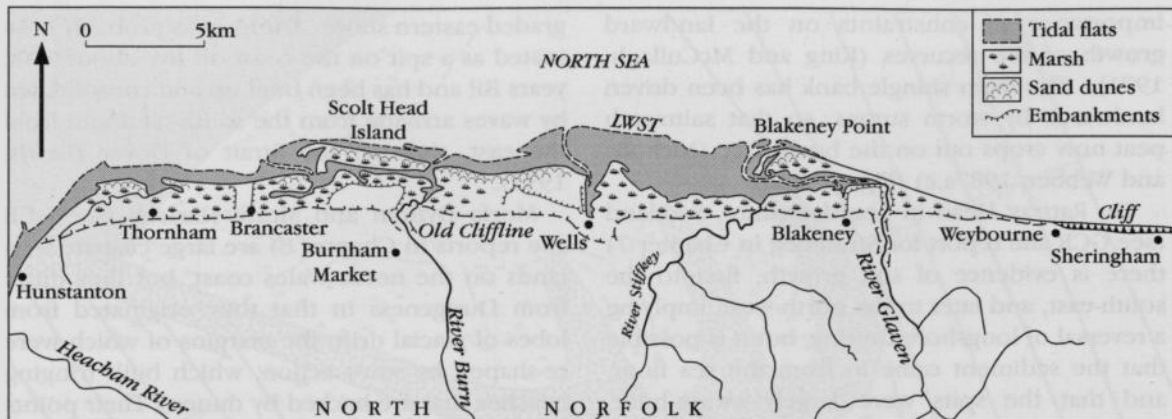 N
0 5km
NORTH SEA
Tidal flats
Marsh
Sand dunes
Embankments
Scolt Head
Island
LWST
Blakeney Point
Thornham
Brancaster
Burnham
Market
Old Cliffline
Wells
Blakeney
Weybourne
Cliff
Sheringham
Hunstanton
Heacham River
River Burn
River Stiffkey
River Glaven
NORTH NORFOLK